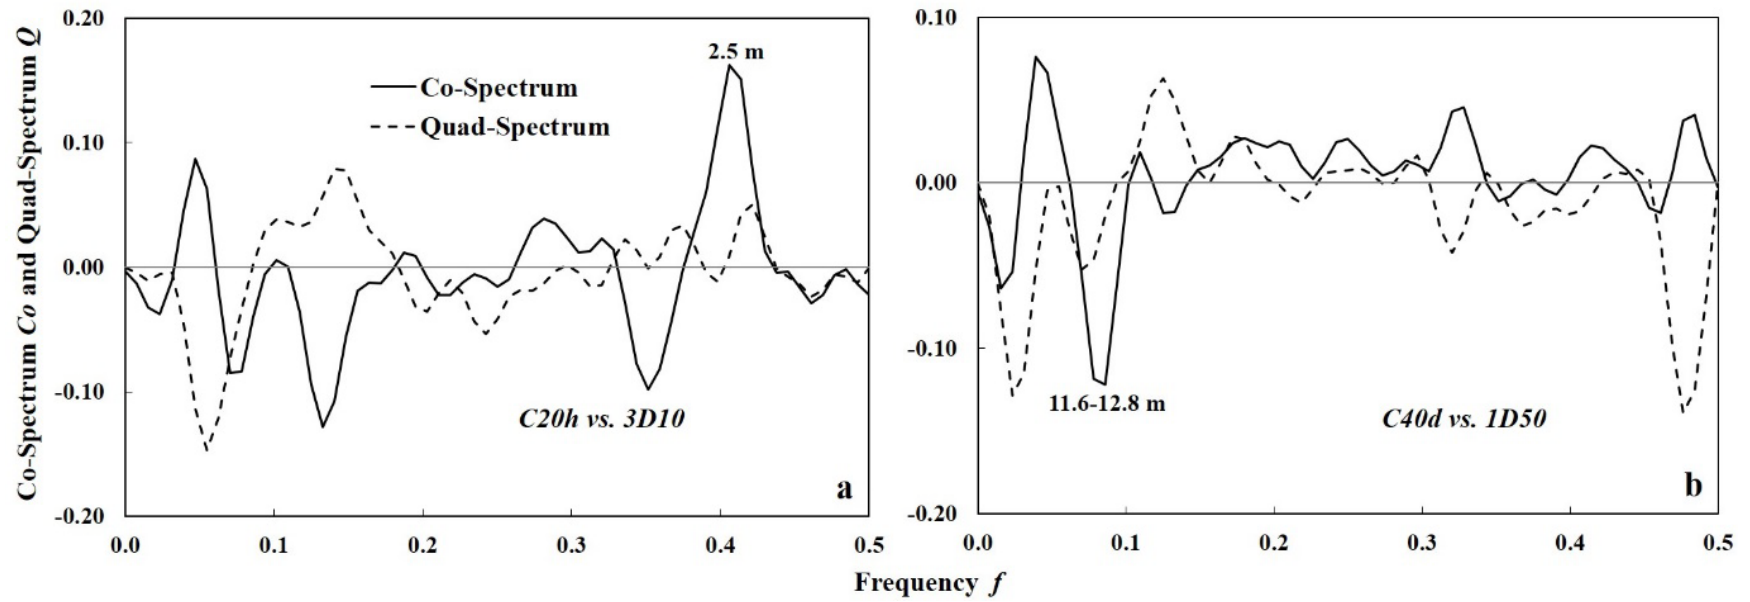 Co-Spectrum Co and Quad-Spectrum Q
0.20
0.10
0.00
-0.10
-0.20
2.5 m
Co-Spectrum
Quad-Spectrum
C20h vs. 3D10
a
0.0 0.1 0.2 0.3 0.4 0.5
0.10
0.00
-0.10
-0.20
11.6-12.8 m
C40d vs. 1D50
b
0.0 0.1 0.2 0.3 0.4 0.5
Frequency f